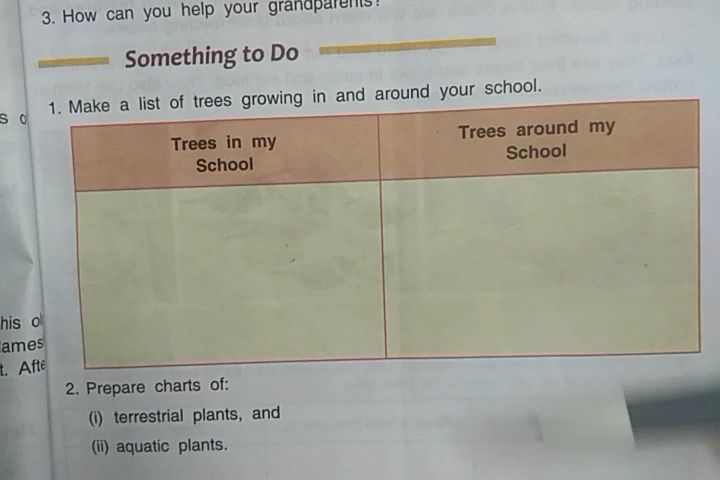 3. How can you help your grandparents?
Something to Do
1. Make a list of trees growing in and around your school.
Trees in my
School
Trees around my
School
2. Prepare charts of:
(i) terrestrial plants, and
(ii) aquatic plants.
his
ames
t. Afte